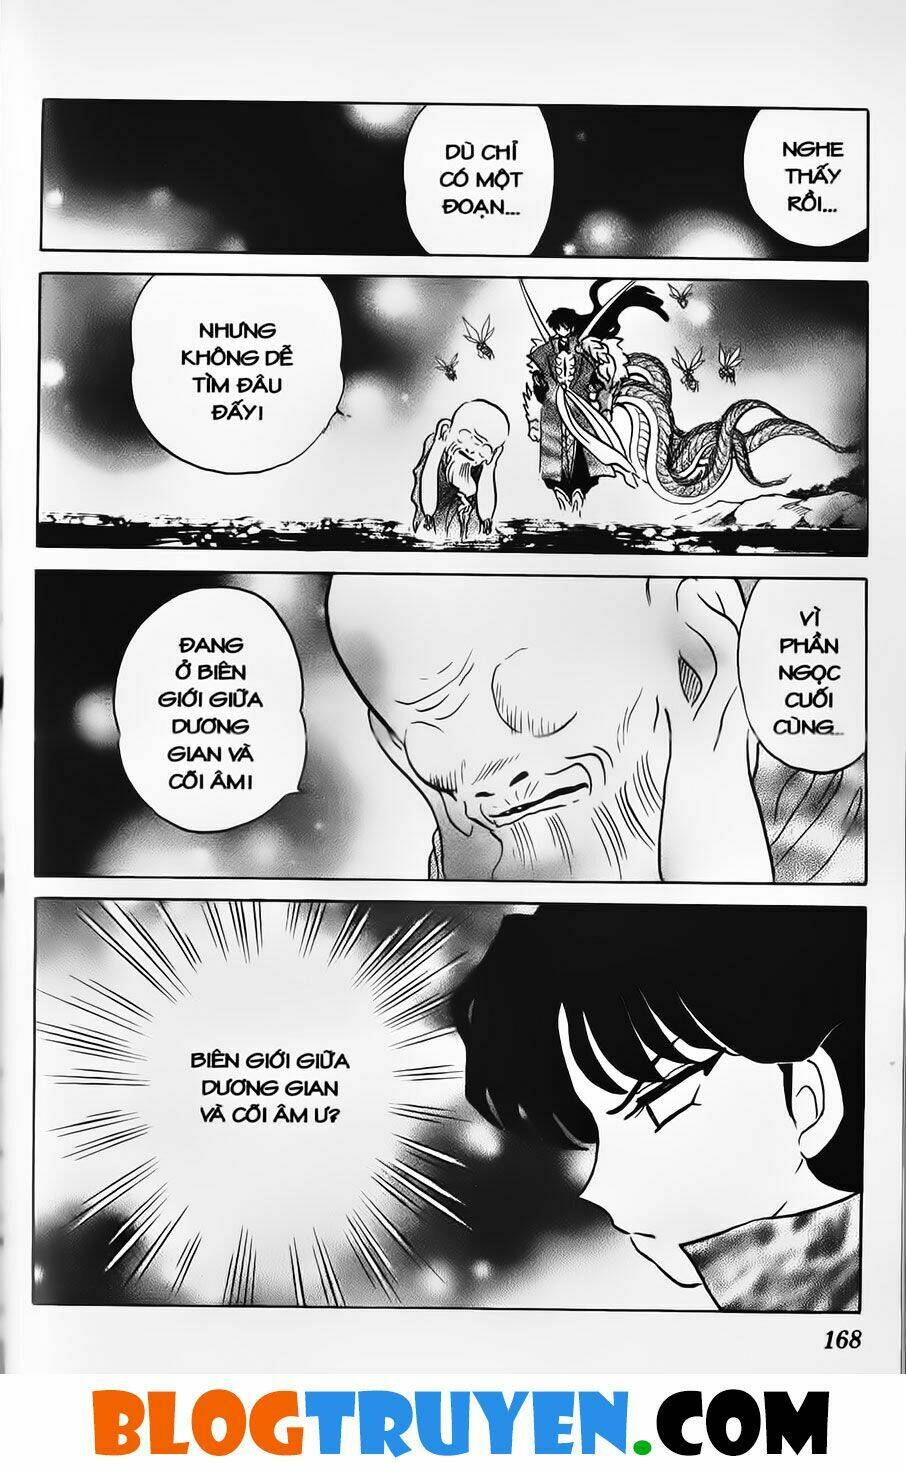 NGHE
THẤY
RỒI...
DÙ CHỈ
CÓ MỘT
ĐOẠN...
NHƯNG
KHÔNG DỄ
TÌM ĐÂU
ĐẤY!
VÌ
PHẦN
NGỌC
CUỐI
CÙNG...
ĐANG
Ở BIÊN
GIỚI GIỮA
DƯƠNG
GIAN VÀ
CÕI ÂM!
BIÊN GIỚI GIỮA
DƯƠNG GIAN
VÀ CÕI ÂM Ư?
168
BLOGTRUYEN.COM